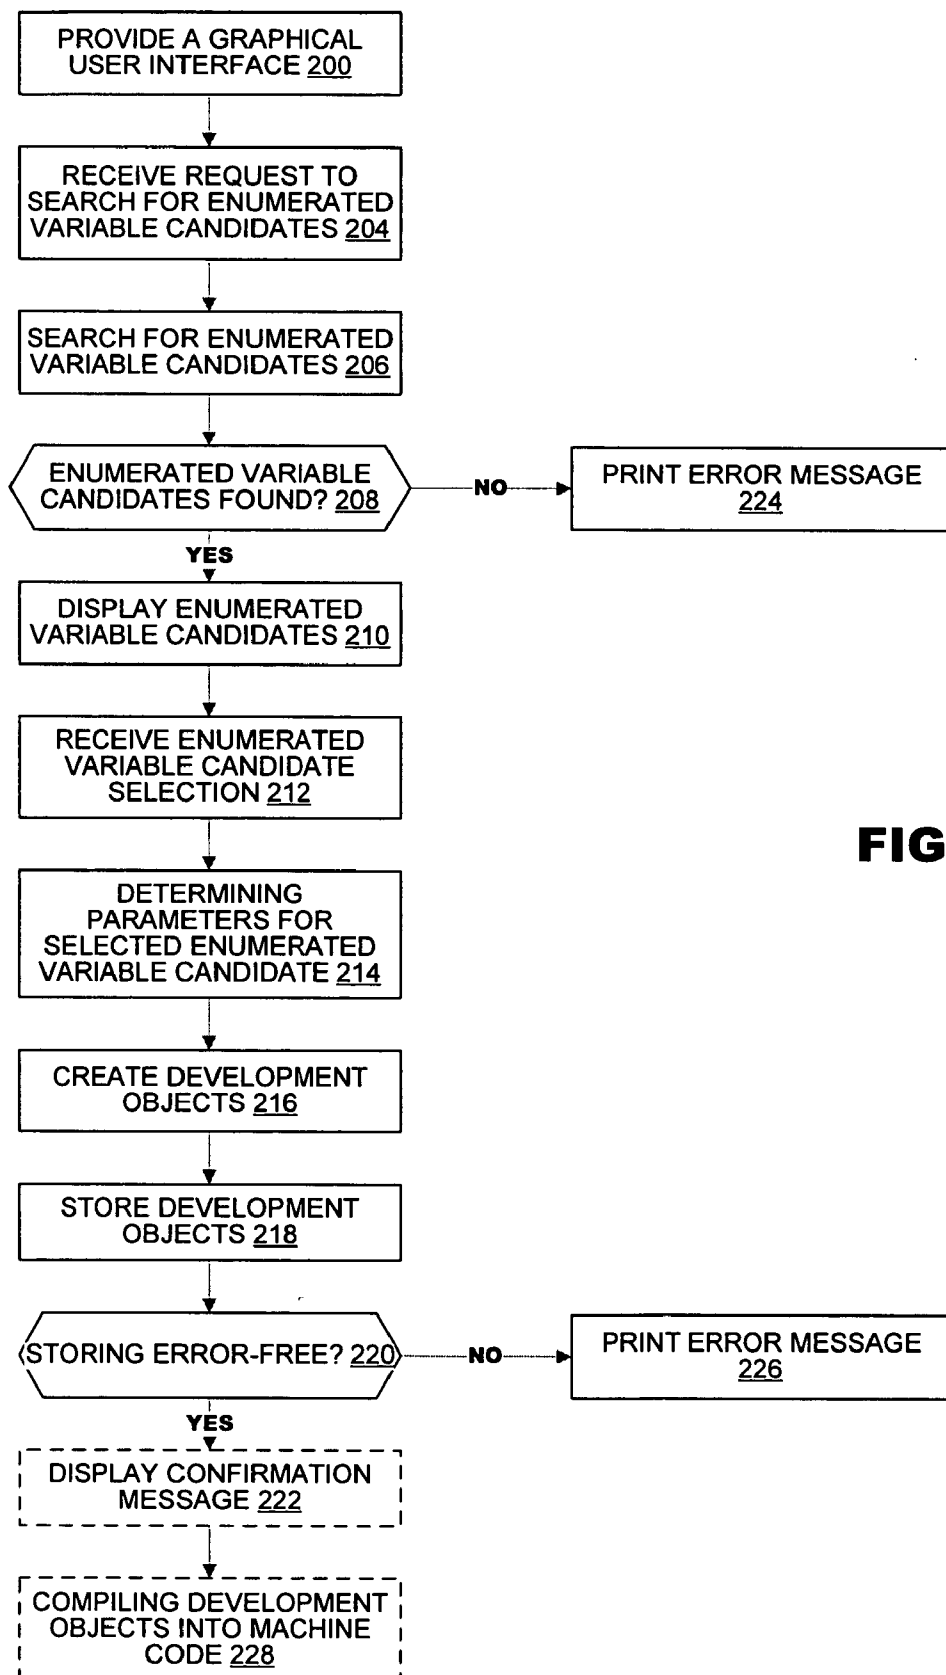 PROVIDE A GRAPHICAL
USER INTERFACE 200
RECEIVE REQUEST TO
SEARCH FOR ENUMERATED
VARIABLE CANDIDATES 204
SEARCH FOR ENUMERATED
VARIABLE CANDIDATES 206
ENUMERATED VARIABLE
CANDIDATES FOUND? 208
NO
PRINT ERROR MESSAGE
224
YES
DISPLAY ENUMERATED
VARIABLE CANDIDATES 210
RECEIVE ENUMERATED
VARIABLE CANDIDATE
SELECTION 212
FIG
DETERMINING
PARAMETERS FOR
SELECTED ENUMERATED
VARIABLE CANDIDATE 214
CREATE DEVELOPMENT
OBJECTS 216
STORE DEVELOPMENT
OBJECTS 218
STORING ERROR-FREE? 220
NO
PRINT ERROR MESSAGE
226
YES
DISPLAY CONFIRMATION
MESSAGE 222
COMPILING DEVELOPMENT
OBJECTS INTO MACHINE
CODE 228